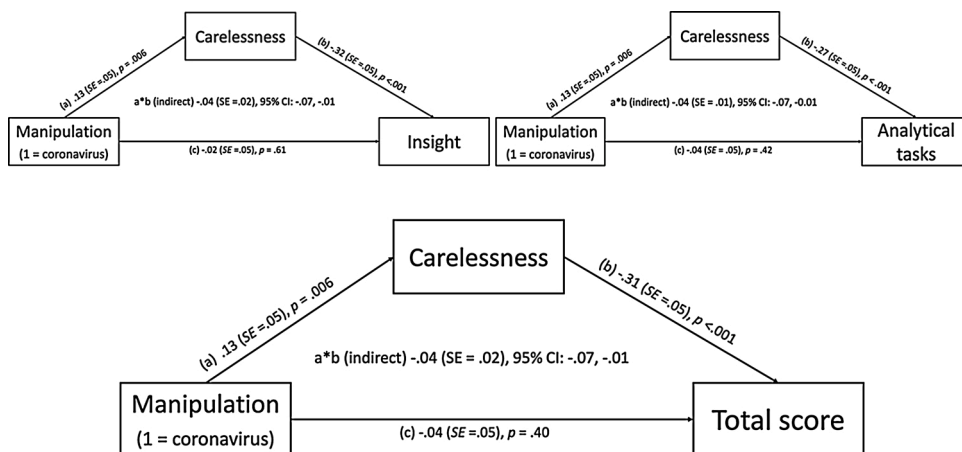 Carelessness
(a) .13 (SE =.05), p = .006
(b) -.32 (SE =.05), p <.001
a*b (indirect) -.04 (SE =.02), 95% CI: -.07, -.01
Manipulation
(1 = coronavirus)
(c) -.02 (SE =.05), p = .61
Insight
Carelessness
(a) .13 (SE =.05), p = .006
(b) -.27 (SE =.05), p <.001
a*b (indirect) -.04 (SE = .01), 95% CI: -.07, -0.01
Manipulation
(1 = coronavirus)
(c) -.04 (SE = .05), p = .42
Analytical
tasks
Carelessness
(a) .13 (SE =.05), p = .006
(b) -.31 (SE =.05), p <.001
a*b (indirect) -.04 (SE = .02), 95% CI: -.07, -.01
Manipulation
(1 = coronavirus)
(c) -.04 (SE =.05), p = .40
Total score